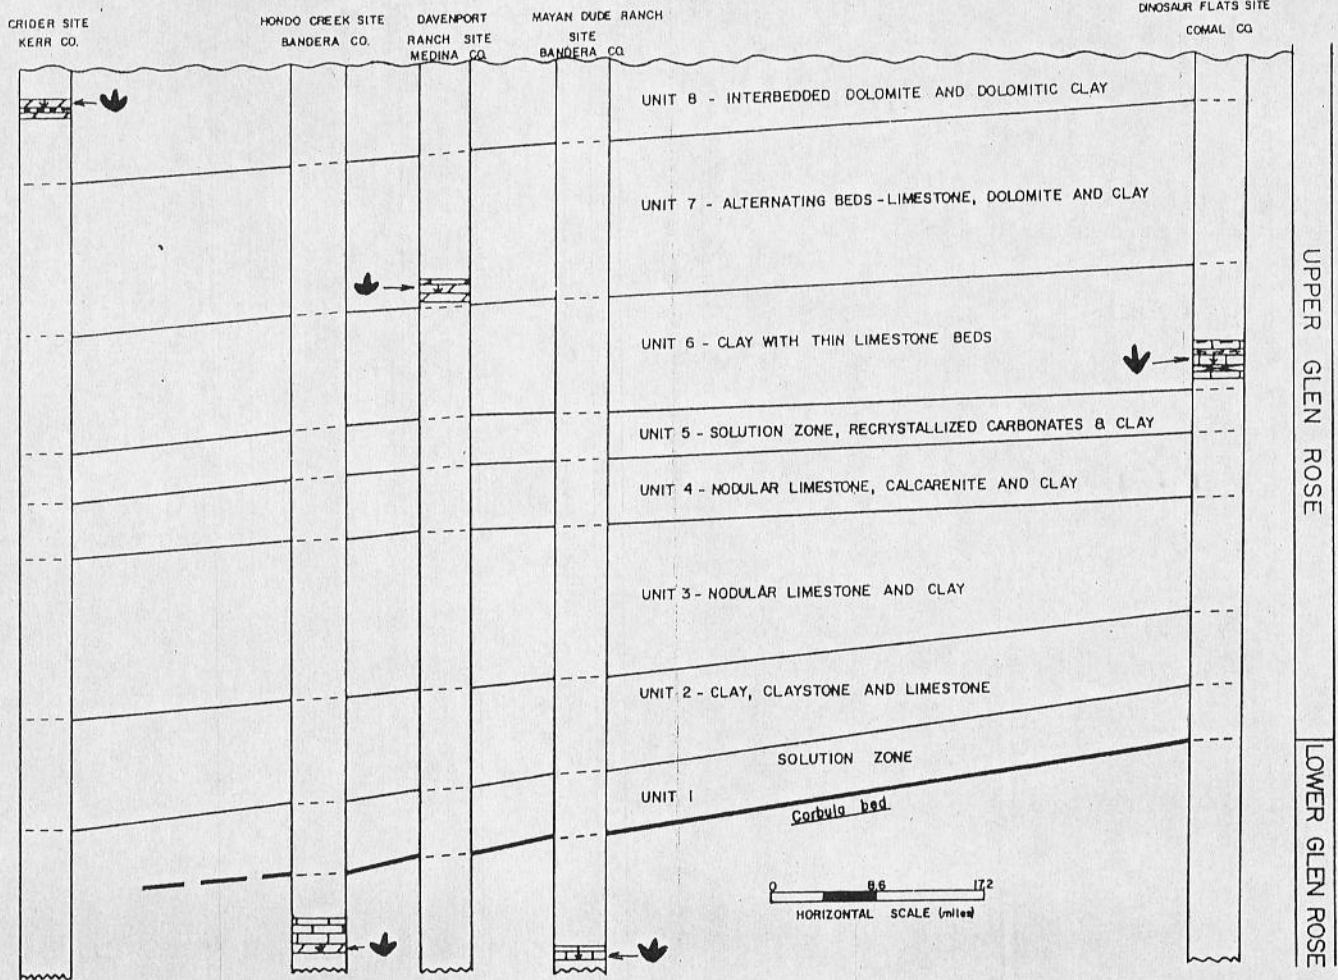 CRIDER SITE
KERR CO.
HONDO CREEK SITE
BANDERA CO.
DAVENPORT
RANCH SITE
MEDINA CO.
MAYAN DUDE RANCH
SITE
BANDERA CO.
DINOSAUR FLATS SITE
COMAL CO.
UNIT 8 - INTERBEDDED DOLOMITE AND DOLOMITIC CLAY
UNIT 7 - ALTERNATING BEDS - LIMESTONE, DOLOMITE AND CLAY
UNIT 6 - CLAY WITH THIN LIMESTONE BEDS
UNIT 5 - SOLUTION ZONE, RECRYSTALLIZED CARBONATES & CLAY
UNIT 4 - NODULAR LIMESTONE, CALCARENITE AND CLAY
UNIT 3 - NODULAR LIMESTONE AND CLAY
UNIT 2 - CLAY, CLAYSTONE AND LIMESTONE
SOLUTION ZONE
UNIT 1
Corbula bed
0 8.6 17.2
HORIZONTAL SCALE (miles)
UPPER GLEN ROSE
LOWER GLEN ROSE